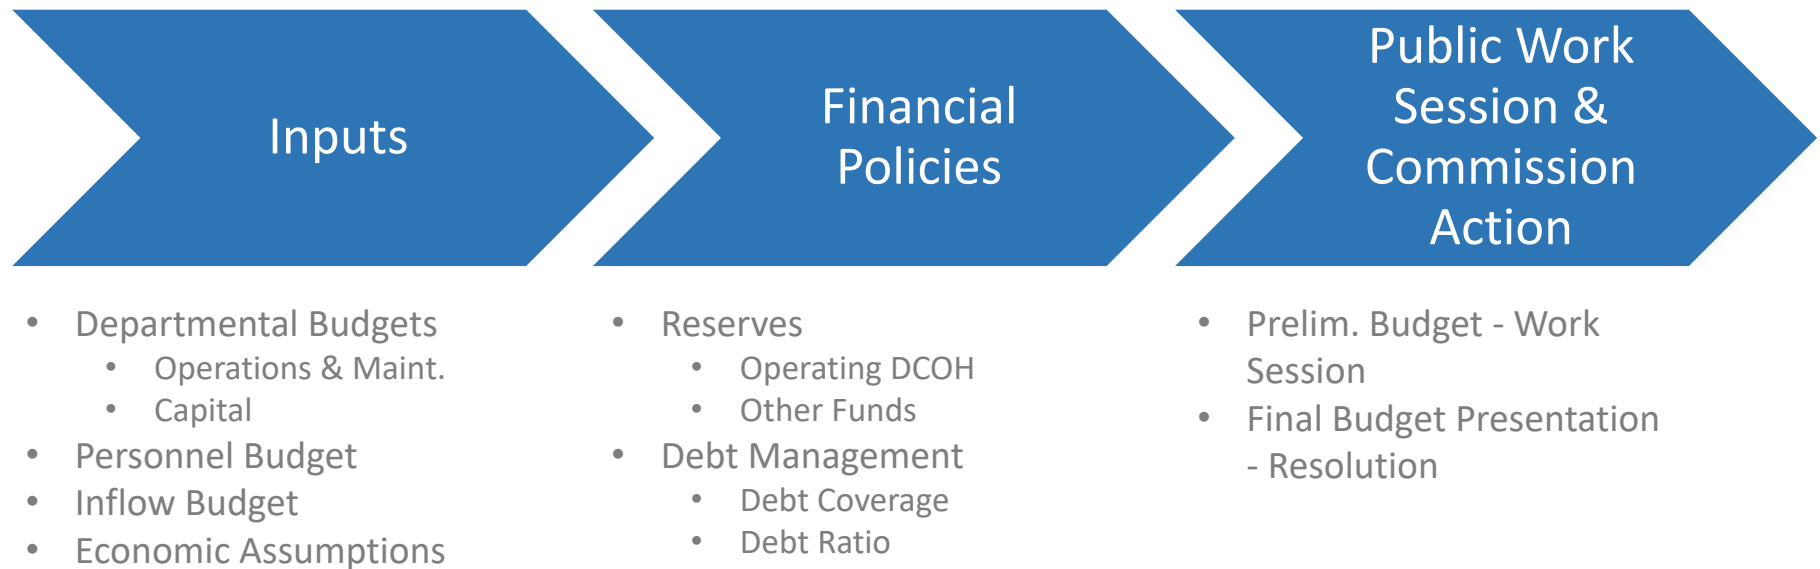 Inputs
• Departmental Budgets
• Operations & Maint.
• Capital
• Personnel Budget
• Inflow Budget
• Economic Assumptions
Financial
Policies
• Reserves
• Operating DCOH
• Other Funds
• Debt Management
• Debt Coverage
• Debt Ratio
Public Work
Session &
Commission
Action
• Prelim. Budget - Work
Session
• Final Budget Presentation
- Resolution